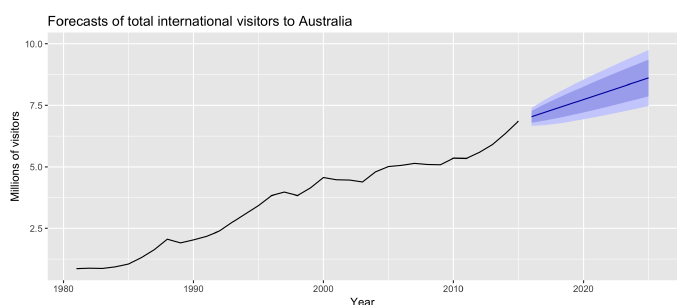 Forecasts of total international visitors to Australia
10.0
7.5
5.0
2.5
Millions of visitors
1980 1990 2000 2010 2020
Year